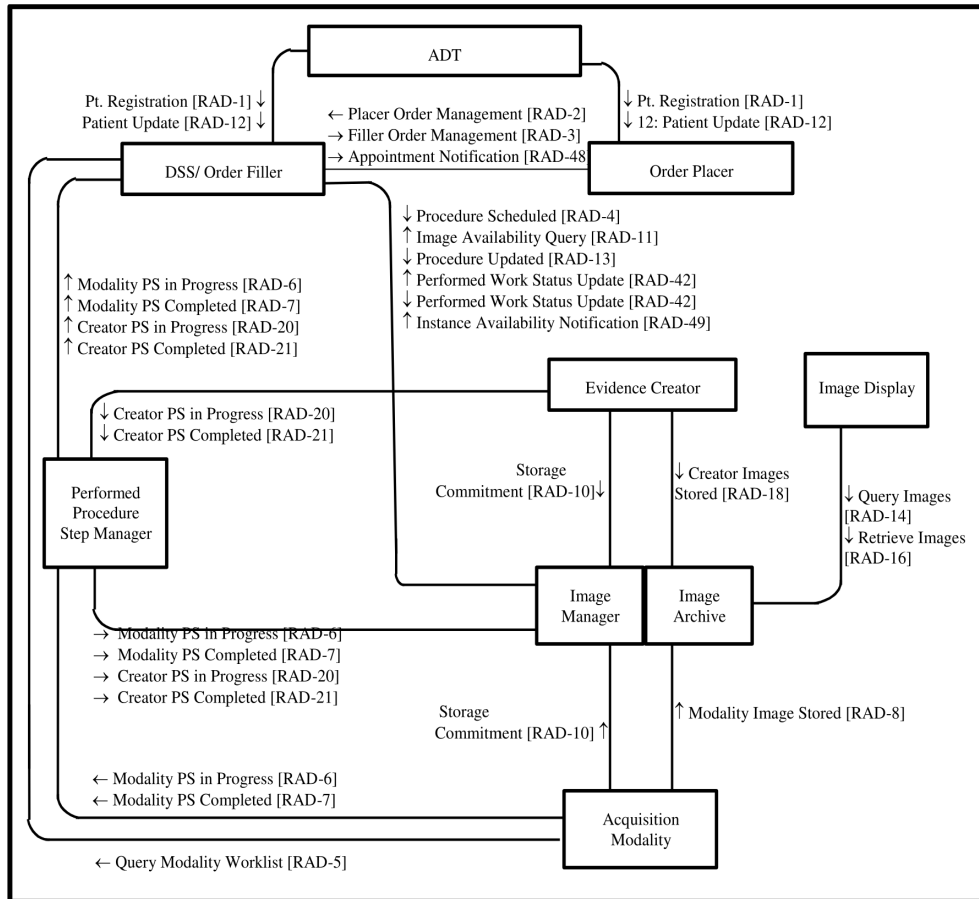 ADT
Pt. Registration [RAD-1] ↓
Patient Update [RAD-12] ↓
← Placer Order Management [RAD-2]
→ Filler Order Management [RAD-3]
→ Appointment Notification [RAD-48
↓ Pt. Registration [RAD-1]
↓ 12: Patient Update [RAD-12]
DSS/ Order Filler
Order Placer
↓ Procedure Scheduled [RAD-4]
↑ Image Availability Query [RAD-11]
↓ Procedure Updated [RAD-13]
↑ Performed Work Status Update [RAD-42]
↓ Performed Work Status Update [RAD-42]
↑ Instance Availability Notification [RAD-49]
↑ Modality PS in Progress [RAD-6]
↑ Modality PS Completed [RAD-7]
↑ Creator PS in Progress [RAD-20]
↑ Creator PS Completed [RAD-21]
Evidence Creator
Image Display
↓ Creator PS in Progress [RAD-20]
↓ Creator PS Completed [RAD-21]
Performed
Procedure
Step Manager
Storage
Commitment [RAD-10]↓
↓ Creator Images
Stored [RAD-18]
↓ Query Images
[RAD-14]
↓ Retrieve Images
[RAD-16]
Image
Manager
Image
Archive
→ Modality PS in Progress [RAD-6]
→ Modality PS Completed [RAD-7]
→ Creator PS in Progress [RAD-20]
→ Creator PS Completed [RAD-21]
Storage
Commitment [RAD-10] ↑
↑ Modality Image Stored [RAD-8]
← Modality PS in Progress [RAD-6]
← Modality PS Completed [RAD-7]
Acquisition
Modality
← Query Modality Worklist [RAD-5]